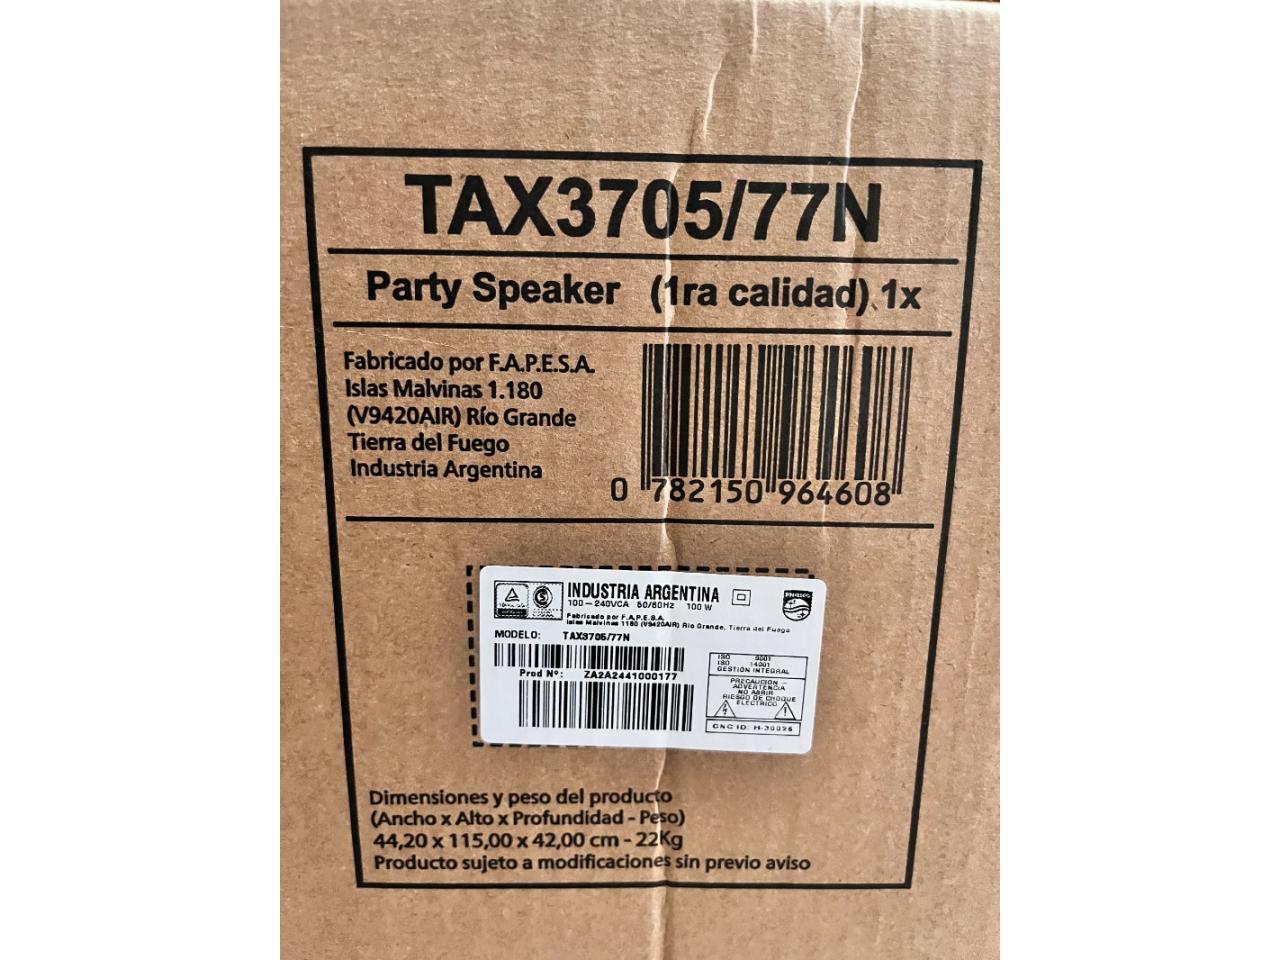 TAX3705/77N
Party Speaker (1ra calidad) 1x
Fabricado por F.A.P.E.S.A.
Islas Malvinas 1.180
(V9420AIR) Río Grande
Tierra del Fuego
Industria Argentina
0 782150 964608
INDUSTRIA ARGENTINA
100-240VCA 50/60Hz 100 W
PHILIPS
Fabricado por F.A.P.E.S.A.
Islas Malvinas 1180 (V9420AIR) Rio Grande, Tierra del Fuego
MODELO: TAX3705/77N
Prod Nº: ZA2A2441000177
ISO 9001
ISO 14001
GESTIÓN INTEGRAL
PRECAUCION -
ADVERTENCIA
NO ABRIR
RIESGO DE CHOQUE
ELECTRICO
CNC ID: H-30026
Dimensiones y peso del producto
(Ancho x Alto x Profundidad - Peso)
44,20 x 115,00 x 42,00 cm - 22Kg
Producto sujeto a modificaciones sin previo aviso